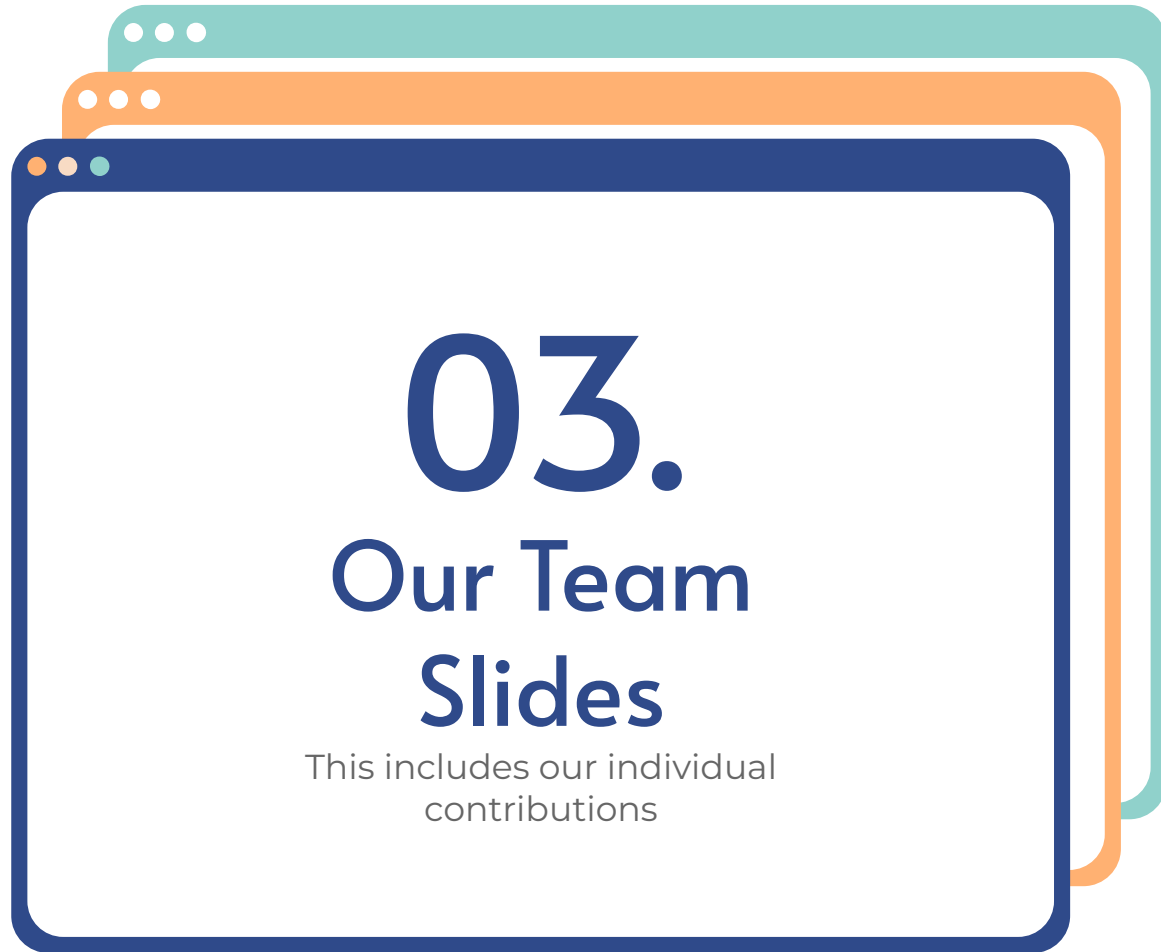 03.
Our Team
Slides
This includes our individual
contributions